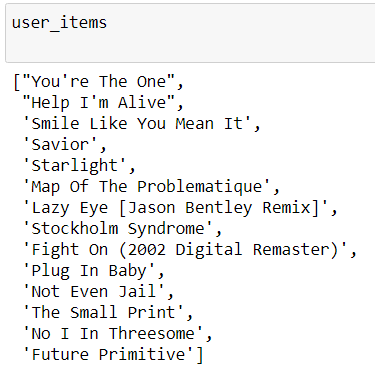 user_items
["You're The One",
"Help I'm Alive",
'Smile Like You Mean It',
'Savior',
'Starlight',
'Map Of The Problematique',
'Lazy Eye [Jason Bentley Remix]',
'Stockholm Syndrome',
'Fight On (2002 Digital Remaster)',
'Plug In Baby',
'Not Even Jail',
'The Small Print',
'No I In Threesome',
'Future Primitive']